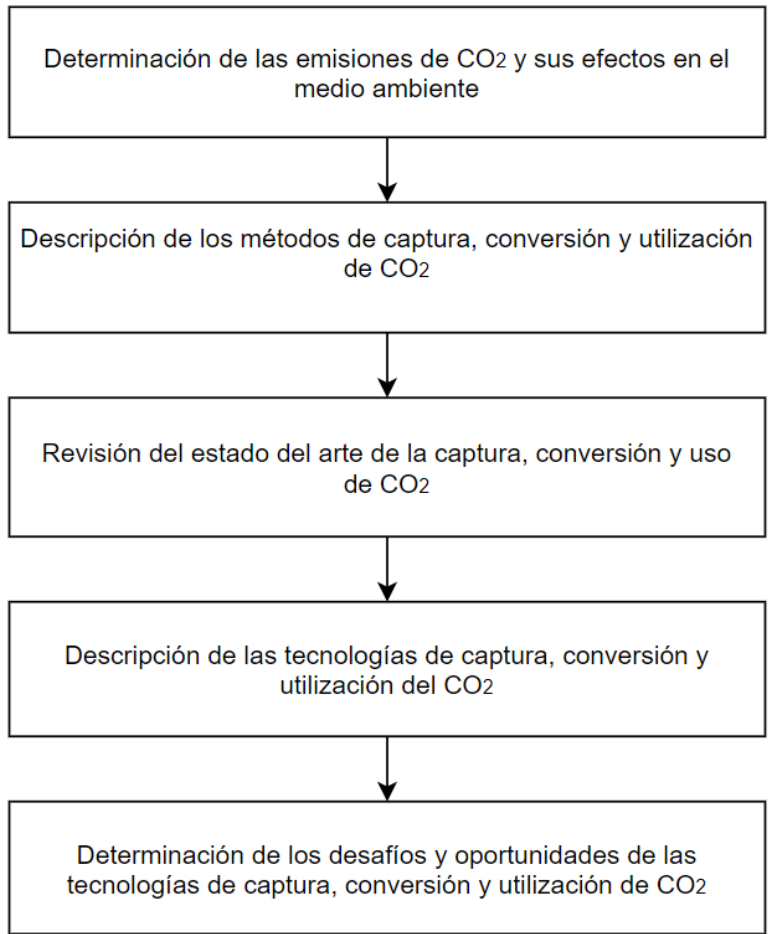 Determinación de las emisiones de CO2 y sus efectos en el
medio ambiente
Descripción de los métodos de captura, conversión y utilización
de CO2
Revisión del estado del arte de la captura, conversión y uso
de CO2
Descripción de las tecnologías de captura, conversión y
utilización del CO2
Determinación de los desafíos y oportunidades de las
tecnologías de captura, conversión y utilización de CO2